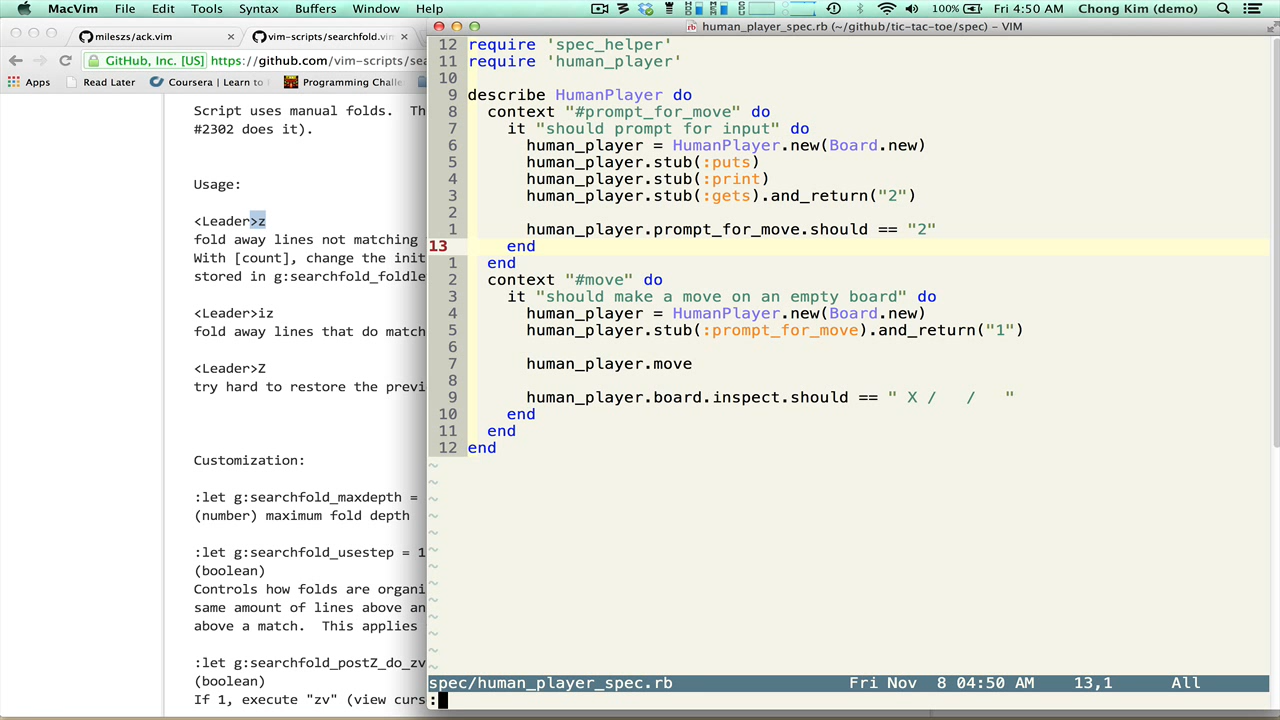 MacVim File Edit Tools Syntax Buffers Window Help 100% Fri 4:50 AM Chong Kim (demo)
mileszs/ack.vim
vim-scripts/searchfold.vim
GitHub, Inc. [US] https://github.com/vim-scripts/sea
Apps Read Later Coursera | Learn to Programming Challe
Script uses manual folds. Th
#2302 does it).
Usage:
<Leader>z
fold away lines not matching
With [count], change the init
stored in g:searchfold_foldle
<Leader>iz
fold away lines that do match
<Leader>Z
try hard to restore the previ
Customization:
:let g:searchfold_maxdepth =
(number) maximum fold depth
:let g:searchfold_usestep = 1
(boolean)
Controls how folds are organi
same amount of lines above an
above a match. This applies
:let g:searchfold_postZ_do_zv
(boolean)
If 1, execute "zv" (view curs
human_player_spec.rb (~/github/tic-tac-toe/spec) – VIM
12 require 'spec_helper'
11 require 'human_player'
10
9 describe HumanPlayer do
8   context "#prompt_for_move" do
7     it "should prompt for input" do
6       human_player = HumanPlayer.new(Board.new)
5       human_player.stub(:puts)
4       human_player.stub(:print)
3       human_player.stub(:gets).and_return("2")
2
1       human_player.prompt_for_move.should == "2"
13     end
1   end
2   context "#move" do
3     it "should make a move on an empty board" do
4       human_player = HumanPlayer.new(Board.new)
5       human_player.stub(:prompt_for_move).and_return("1")
6
7       human_player.move
8
9       human_player.board.inspect.should == " X /   /   "
10     end
11   end
12 end
~
~
~
~
~
~
~
~
~
~
~
~
~
spec/human_player_spec.rb Fri Nov  8 04:50 AM 13,1 All
: